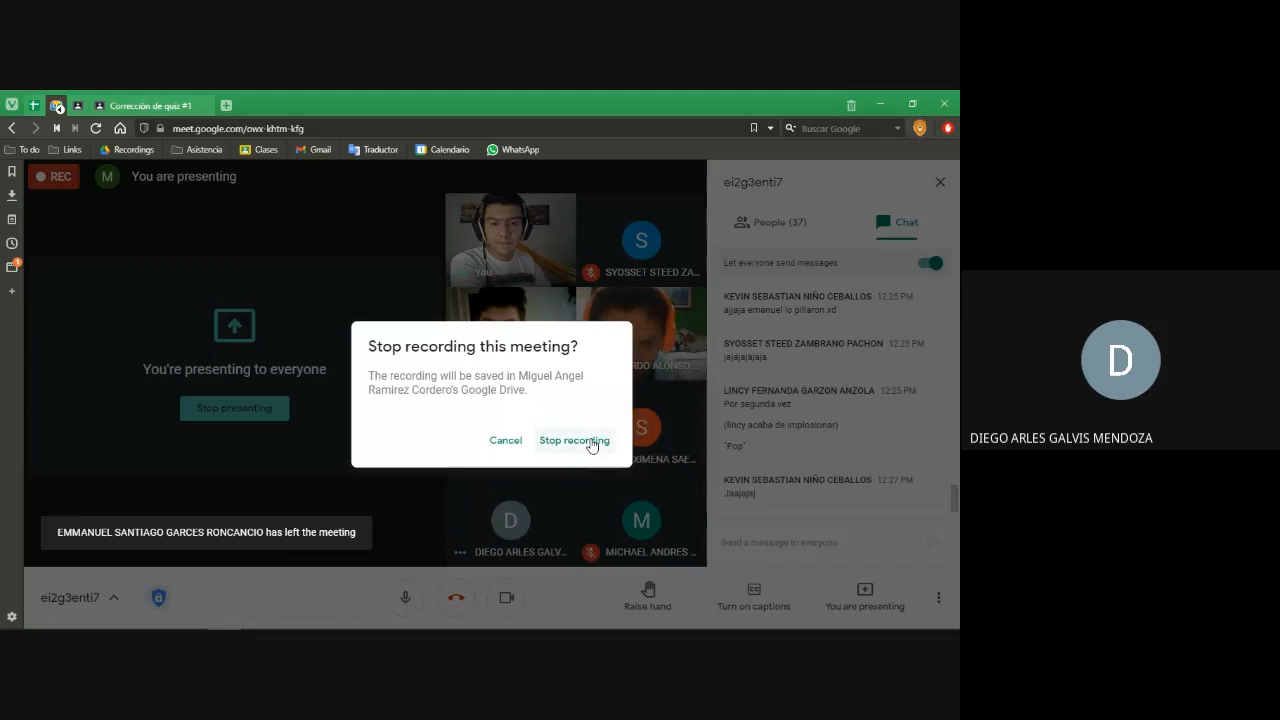 Corrección de quiz #1
meet.google.com/owx-khtm-kfg
Buscar Google
To do
Links
Recordings
Asistencia
Clases
Gmail
Traductor
Calendario
WhatsApp
REC
M
You are presenting
You
S
SYOSSET STEED ZA...
You're presenting to everyone
Stop presenting
RDO ALONSO ...
S
XIMENA SAE...
D
DIEGO ARLES GALV...
M
MICHAEL ANDRES ...
Stop recording this meeting?
The recording will be saved in Miguel Angel
Ramirez Cordero's Google Drive.
Cancel
Stop recording
EMMANUEL SANTIAGO GARCES RONCANCIO has left the meeting
ei2g3enti7
People (37)
Chat
Let everyone send messages
KEVIN SEBASTIAN NIÑO CEBALLOS 12:25 PM
ajjaja emanuel lo pillaron xd
SYOSSET STEED ZAMBRANO PACHON 12:25 PM
jajajajajaja
LINCY FERNANDA GARZON ANZOLA 12:25 PM
Por segunda vez
(lincy acaba de implosionar)
"Pop"
KEVIN SEBASTIAN NIÑO CEBALLOS 12:27 PM
Jaajajaj
Send a message to everyone
ei2g3enti7
Raise hand
Turn on captions
You are presenting
D
DIEGO ARLES GALVIS MENDOZA